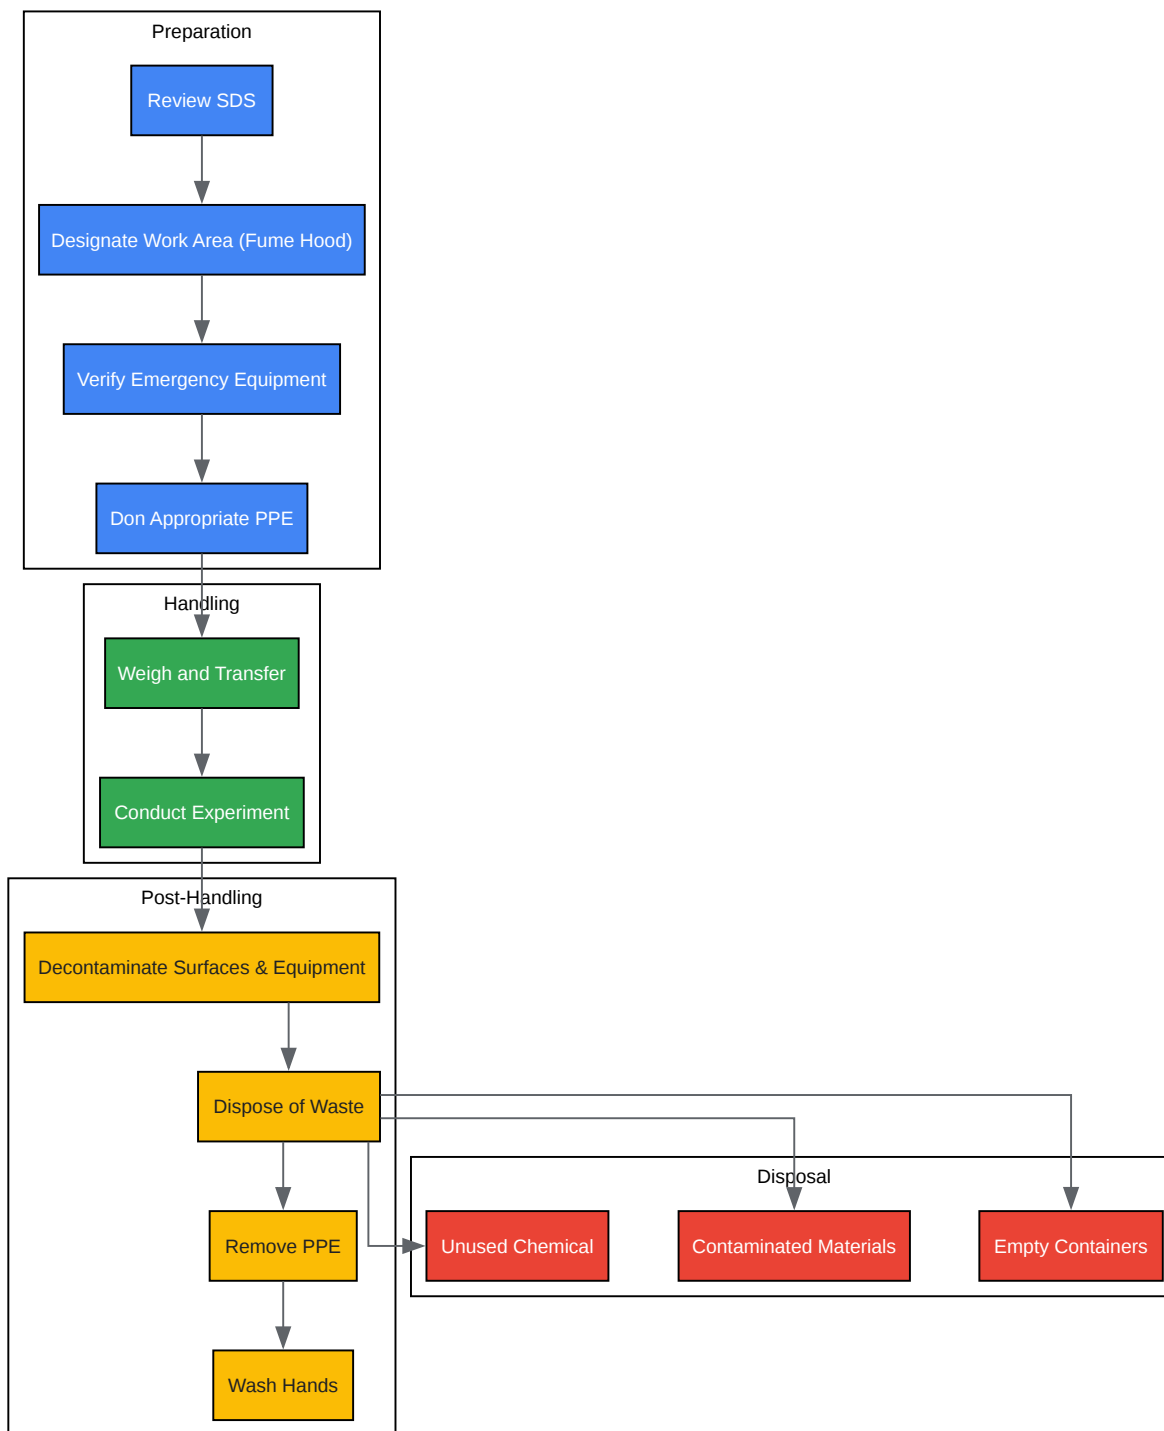 Preparation
Review SDS
Designate Work Area (Fume Hood)
Verify Emergency Equipment
Don Appropriate PPE
Handling
Weigh and Transfer
Conduct Experiment
Post-Handling
Decontaminate Surfaces & Equipment
Dispose of Waste
Disposal
Remove PPE
Unused Chemical
Contaminated Materials
Empty Containers
Wash Hands